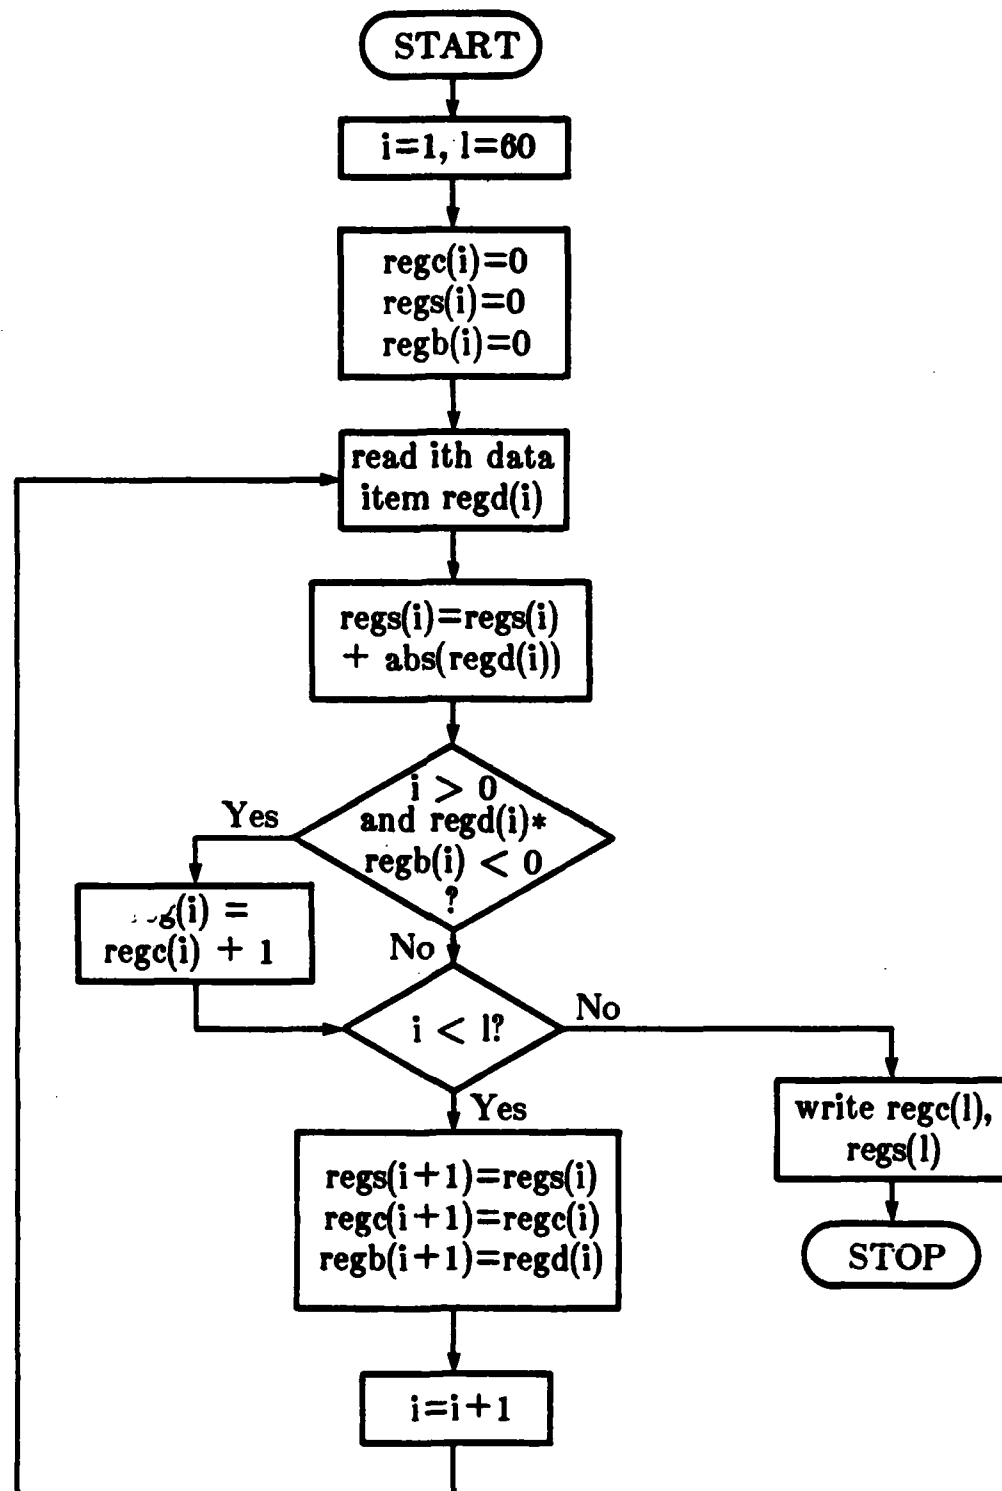 START
i=1, l=60
regc(i)=0
regs(i)=0
regb(i)=0
read ith data
item regd(i)
regs(i)=regs(i)
+ abs(regd(i))
i > 0
and regd(i)*
regb(i) < 0
?
Yes
=
regc(i) + 1
No
i < l?
No
write regc(l),
regs(l)
STOP
Yes
regs(i+1)=regs(i)
regc(i+1)=regc(i)
regb(i+1)=regd(i)
i=i+1